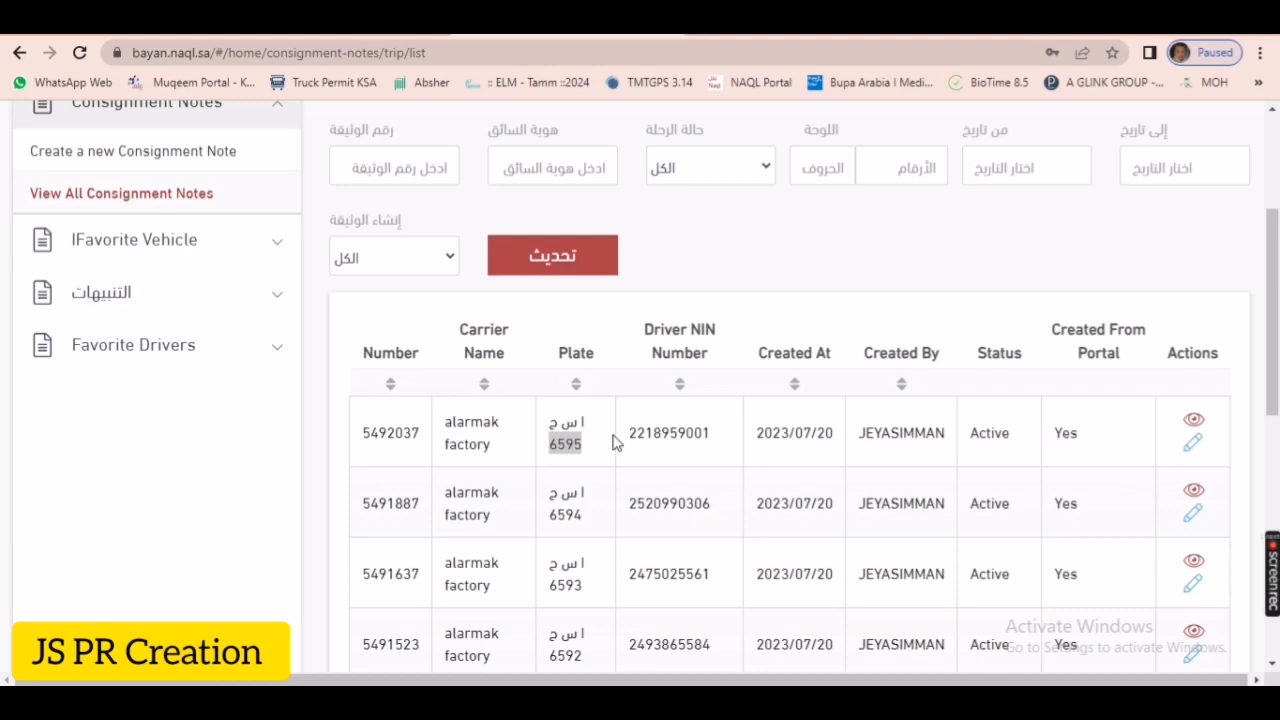 bayan.naql.sa/#/home/consignment-notes/trip/list
Paused
WhatsApp Web
Muqeem Portal - K...
Truck Permit KSA
Absher
:: ELM - Tamm ::2024
TMTGPS 3.14
NAQL Portal
Bupa Arabia I Medi...
BioTime 8.5
A GLINK GROUP -...
MOH
»
Consignment Notes
Create a new Consignment Note
View All Consignment Notes
IFavorite Vehicle
التنبيهات
Favorite Drivers
رقم الوثيقة
هوية السائق
حالة الرحلة
اللوحة
من تاريخ
إلى تاريخ
ادخل رقم الوثيقة
ادخل هوية السائق
الكل
الحروف
الأرقام
اختار التاريخ
اختار التاريخ
إنشاء الوثيقة
الكل
تحديث
Number
Carrier Name
Plate
Driver NIN Number
Created At
Created By
Status
Created From Portal
Actions
5492037
alarmak factory
ا س ح
6595
2218959001
2023/07/20
JEYASIMMAN
Active
Yes
5491887
alarmak factory
ا س ح
6594
2520990306
2023/07/20
JEYASIMMAN
Active
Yes
5491637
alarmak factory
ا س ح
6593
2475025561
2023/07/20
JEYASIMMAN
Active
Yes
5491523
alarmak factory
ا س ح
6592
2493865584
2023/07/20
JEYASIMMAN
Active
Yes
Activate Windows
Go to Settings to activate Windows.
screenrec
JS PR Creation